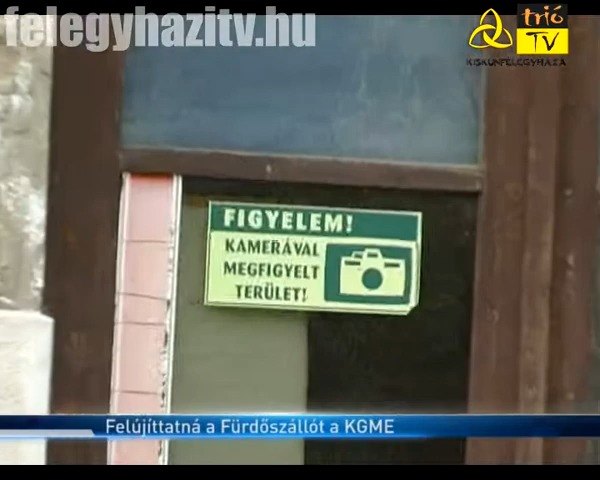 felegyhazitv.hu
trió
TV
KISKUNFÉLEGYHÁZA
FIGYELEM!
KAMERÁVAL
MEGFIGYELT
TERÜLET!
Felújíttatná a Fürdőszállót a KGME